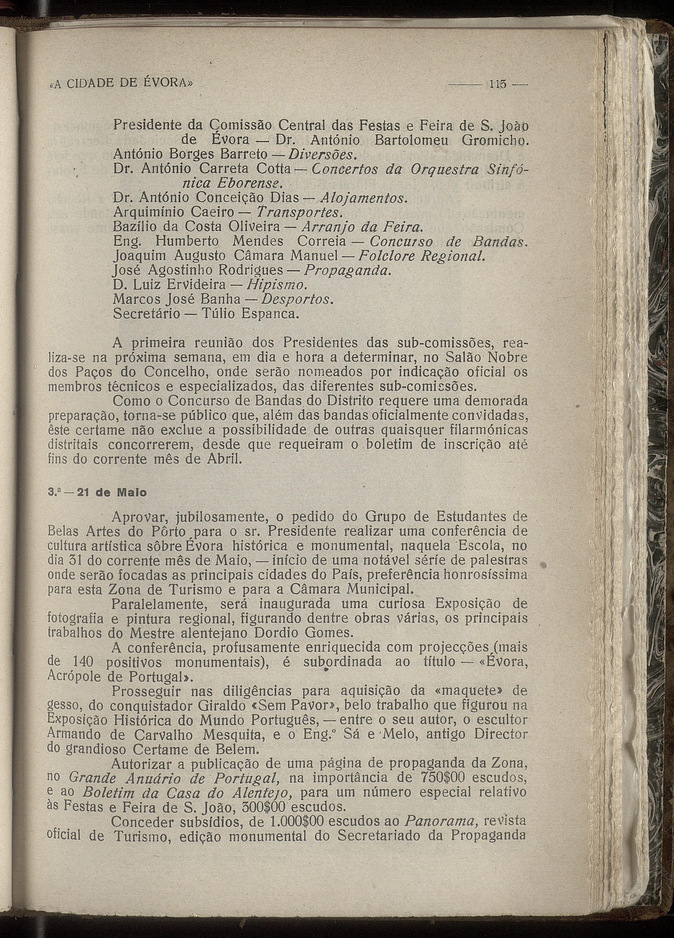 «A CIDADE DE ÉVORA» —— 115 —
Presidente da Comissão Central das Festas e Feira de S. João
de Évora — Dr. António Bartolomeu Gromicho.
António Borges Barreto — Diversões.
Dr. António Carreta Cotta — Concertos da Orquestra Sinfó-
nica Eborense.
Dr. António Conceição Dias — Alojamentos.
Arquimínio Caeiro — Transportes.
Bazílio da Costa Oliveira — Arranjo da Feira.
Eng. Humberto Mendes Correia — Concurso de Bandas.
Joaquim Augusto Câmara Manuel — Folclore Regional.
José Agostinho Rodrigues — Propaganda.
D. Luiz Ervideira — Hipismo.
Marcos José Banha — Desportos.
Secretário — Túlio Espanca.
A primeira reunião dos Presidentes das sub-comissões, rea-
liza-se na próxima semana, em dia e hora a determinar, no Salão Nobre
dos Paços do Concelho, onde serão nomeados por indicação oficial os
membros técnicos e especializados, das diferentes sub-comissões.
Como o Concurso de Bandas do Distrito requere uma demorada
preparação, torna-se público que, além das bandas oficialmente convidadas,
êste certame não exclue a possibilidade de outras quaisquer filarmónicas
distritais concorrerem, desde que requeiram o boletim de inscrição até
fins do corrente mês de Abril.
3.ª — 21 de Maio
Aprovar, jubilosamente, o pedido do Grupo de Estudantes de
Belas Artes do Pôrto para o sr. Presidente realizar uma conferência de
cultura artística sôbre Évora histórica e monumental, naquela Escola, no
dia 31 do corrente mês de Maio, — início de uma notável série de palestras
onde serão focadas as principais cidades do País, preferência honrosíssima
para esta Zona de Turismo e para a Câmara Municipal.
Paralelamente, será inaugurada uma curiosa Exposição de
fotografia e pintura regional, figurando dentre obras várias, os principais
trabalhos do Mestre alentejano Dordio Gomes.
A conferência, profusamente enriquecida com projecções (mais
de 140 positivos monumentais), é subordinada ao título — «Évora,
Acrópole de Portugal».
Prosseguir nas diligências para aquisição da «maquete» de
gesso, do conquistador Giraldo «Sem Pavor», belo trabalho que figurou na
Exposição Histórica do Mundo Português, — entre o seu autor, o escultor
Armando de Carvalho Mesquita, e o Eng.º Sá e Melo, antigo Director
do grandioso Certame de Belem.
Autorizar a publicação de uma página de propaganda da Zona,
no Grande Anuário de Portugal, na importância de 750$00 escudos,
e ao Boletim da Casa do Alentejo, para um número especial relativo
às Festas e Feira de S. João, 300$00 escudos.
Conceder subsídios, de 1.000$00 escudos ao Panorama, revista
oficial de Turismo, edição monumental do Secretariado da Propaganda